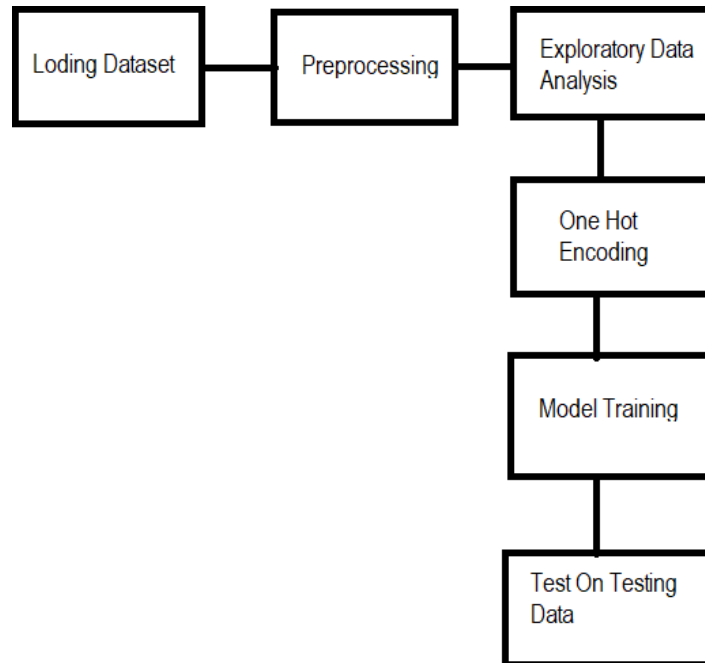 Loding Dataset
Preprocessing
Exploratory Data
Analysis
One Hot
Encoding
Model Training
Test On Testing
Data